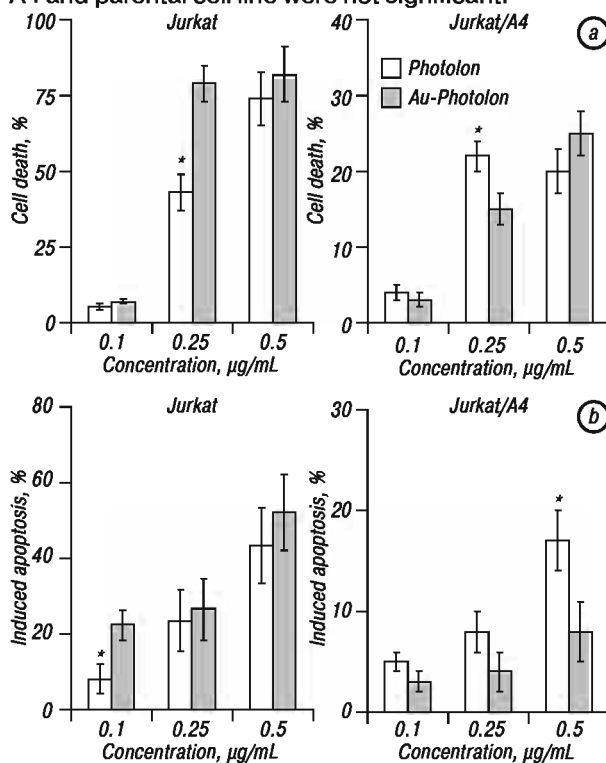 A4 and parental cell line were not significant.
Jurkat
Jurkat/A4
a
Photolon
Au-Photolon
Cell death, %
100
75
50
25
0
*
0.1 0.25 0.5
Concentration, µg/mL
Cell death, %
40
30
20
10
0
*
0.1 0.25 0.5
Concentration, µg/mL
Jurkat
Jurkat/A4
b
Induced apoptosis, %
80
60
40
20
0
*
0.1 0.25 0.5
Concentration, µg/mL
Induced apoptosis, %
30
20
10
0
*
0.1 0.25 0.5
Concentration, µg/mL